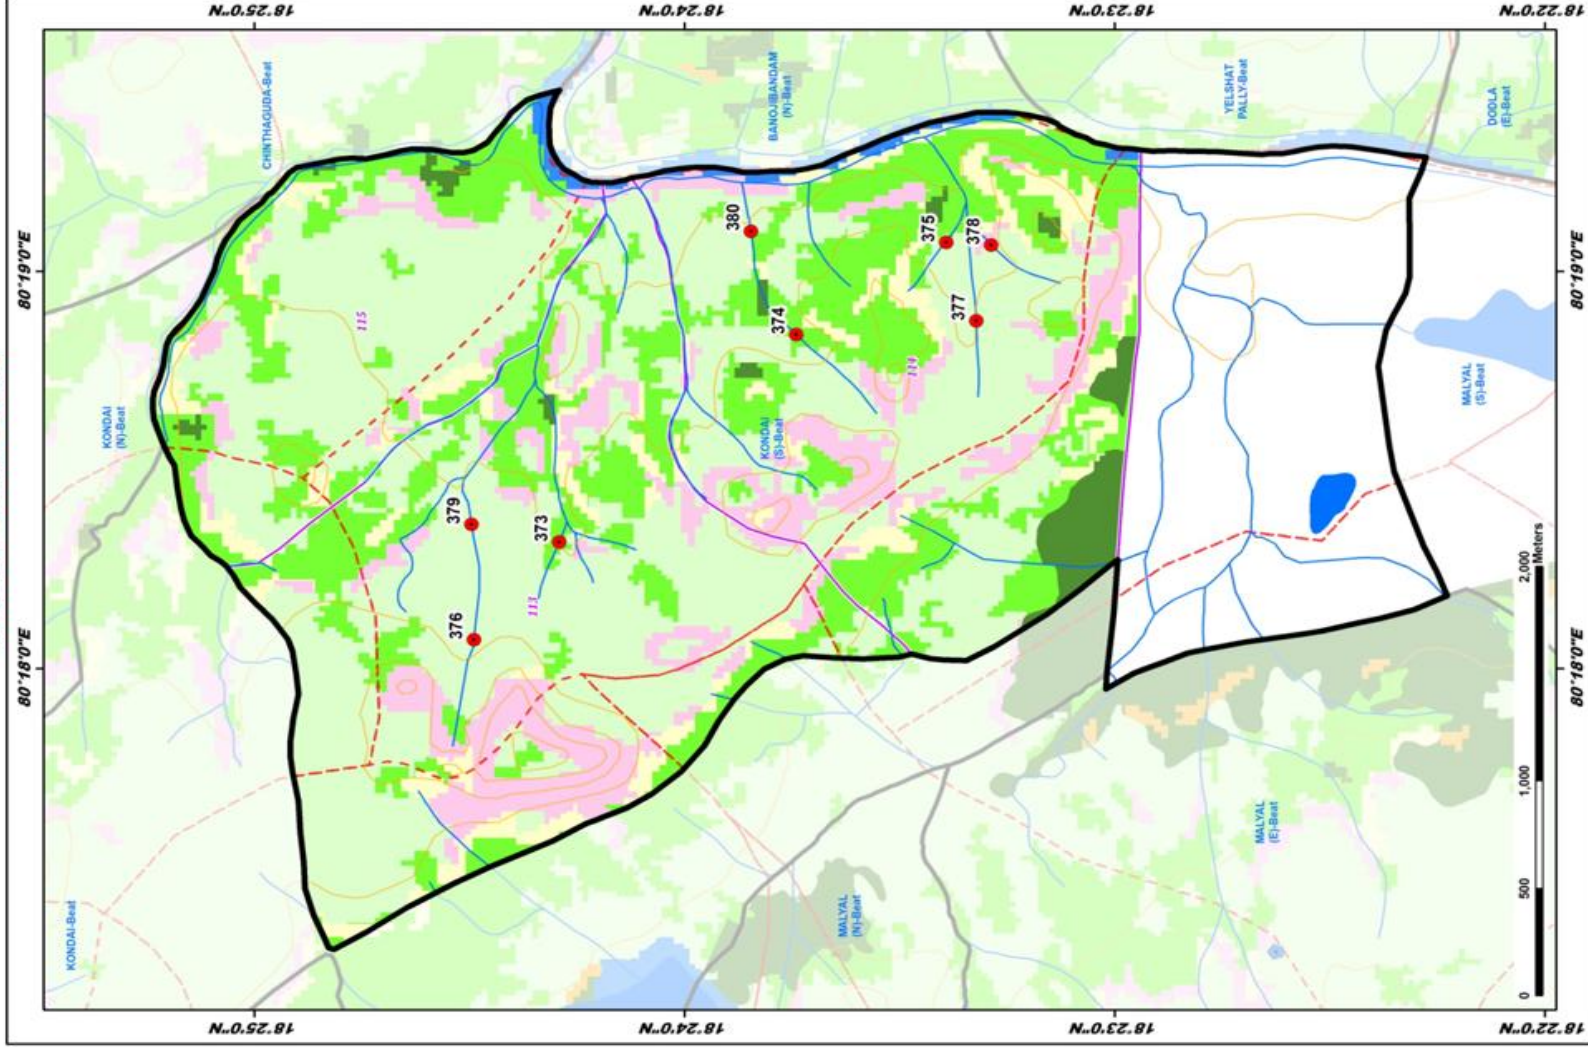 18°25'0"N
18°24'0"N
18°23'0"N
18°22'0"N
CHINTHAGUDA-Beat
BANOJIBANDAM
(N)-Beat
YELSHAT
PALLY-Beat
DOOLA
(E)-Beat
80°19'0"E
80°19'0"E
380
375
378
374
377
115
114
KONDAI
(N)-Beat
KONDAI
(S)-Beat
MALYAL
(S)-Beat
379
373
376
113
80°18'0"E
80°18'0"E
KONDAI-Beat
MALYAL
(N)-Beat
MALYAL
(E)-Beat
0
500
1,000
2,000
Meters
18°25'0"N
18°24'0"N
18°23'0"N
18°22'0"N